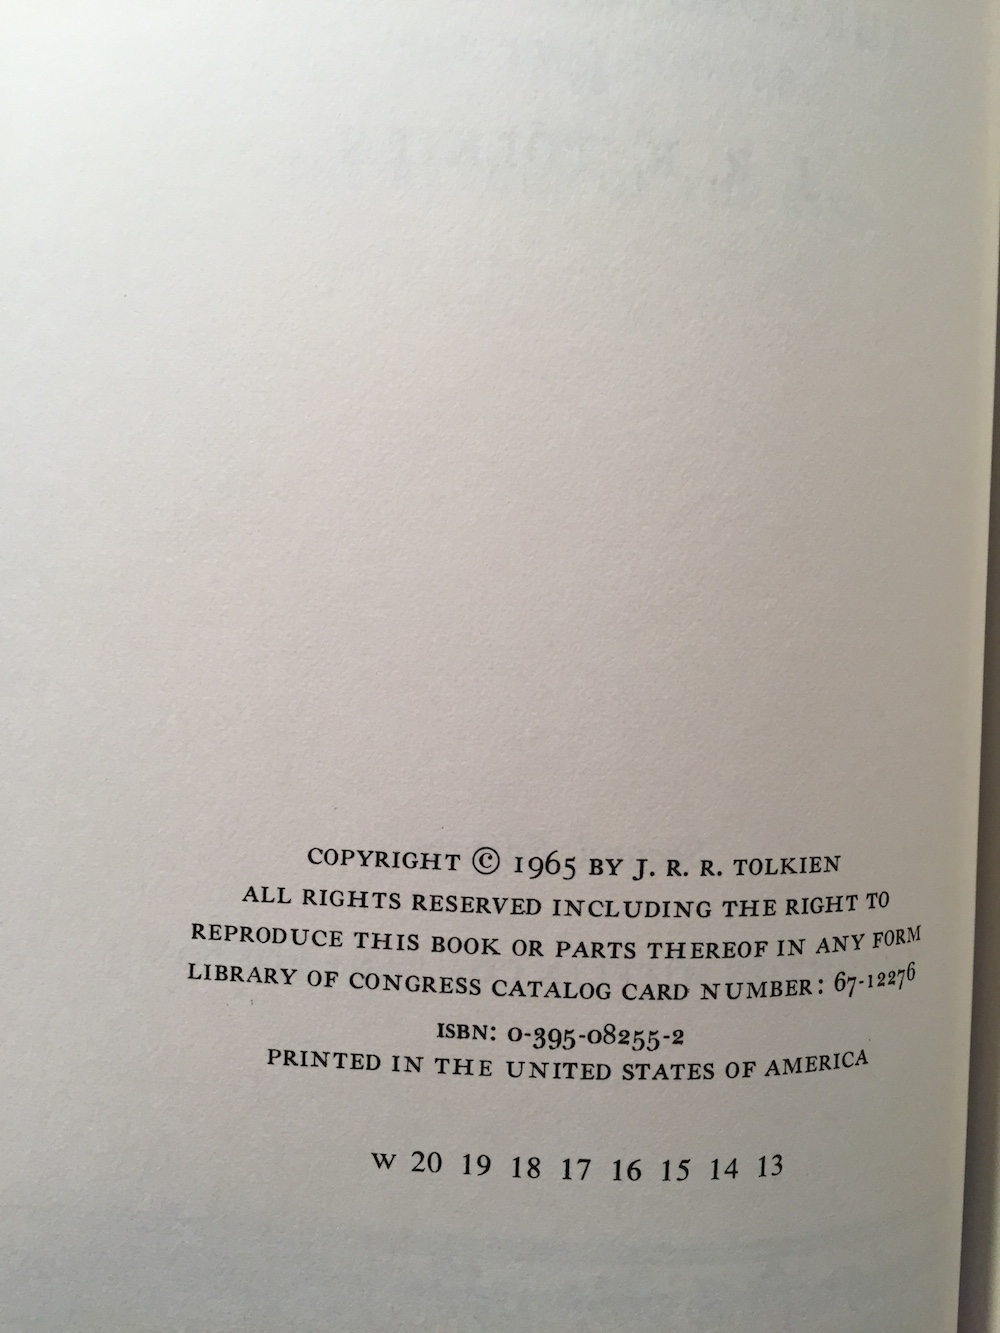 COPYRIGHT © 1965 BY J. R. R. TOLKIEN
ALL RIGHTS RESERVED INCLUDING THE RIGHT TO
REPRODUCE THIS BOOK OR PARTS THEREOF IN ANY FORM
LIBRARY OF CONGRESS CATALOG CARD NUMBER: 67-12276
ISBN: 0-395-08255-2
PRINTED IN THE UNITED STATES OF AMERICA
W 20 19 18 17 16 15 14 13